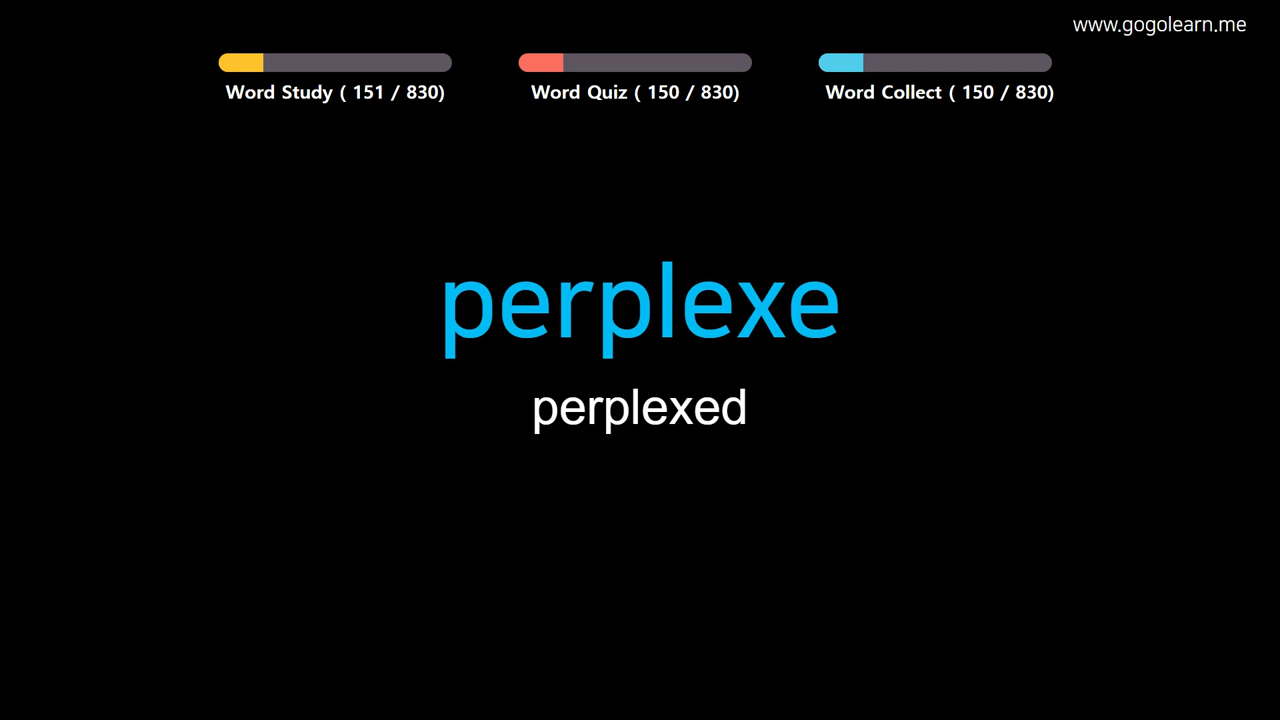 www.gogolearn.me
Word Study ( 151 / 830)
Word Quiz ( 150 / 830)
Word Collect ( 150 / 830)
perplexe
perplexed